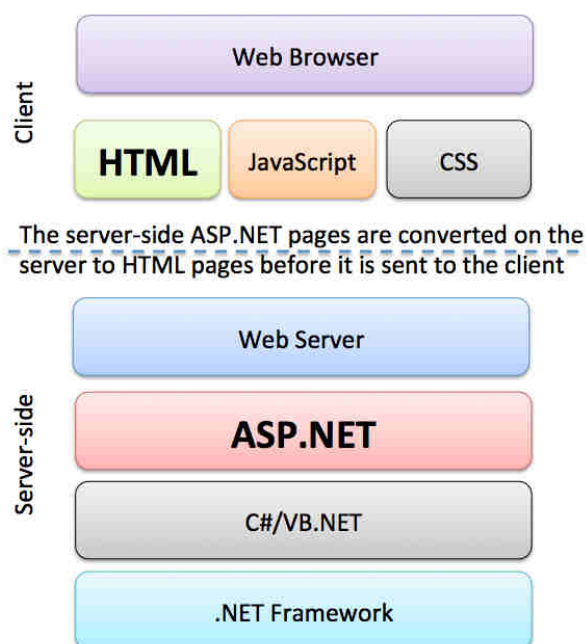 Client
Web Browser
HTML
JavaScript
CSS
The server-side ASP.NET pages are converted on the
server to HTML pages before it is sent to the client
Server-side
Web Server
ASP.NET
C#/VB.NET
.NET Framework